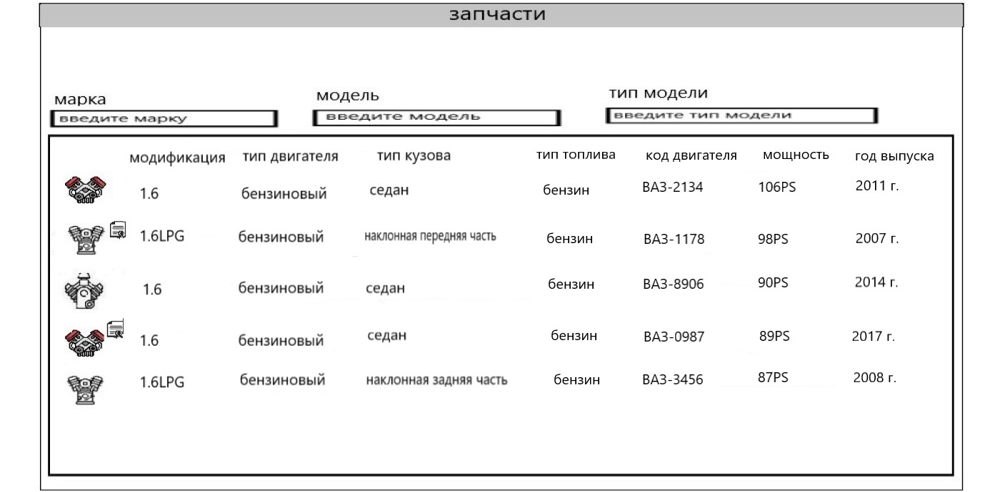 запчасти
марка модель тип модели
введите марку введите модель введите тип модели
модификация тип двигателя тип кузова тип топлива код двигателя мощность год выпуска
1.6 бензиновый седан бензин ВАЗ-2134 106PS 2011 г.
1.6LPG бензиновый наклонная передняя часть бензин ВАЗ-1178 98PS 2007 г.
1.6 бензиновый седан бензин ВАЗ-8906 90PS 2014 г.
1.6 бензиновый седан бензин ВАЗ-0987 89PS 2017 г.
1.6LPG бензиновый наклонная задняя часть бензин ВАЗ-3456 87PS 2008 г.